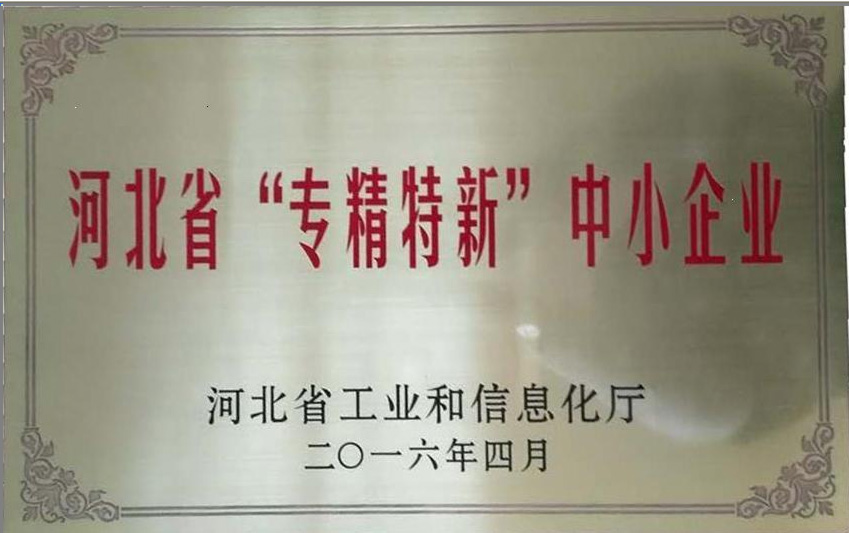 河北省“专精特新”中小企业
河北省工业和信息化厅
二〇一六年四月